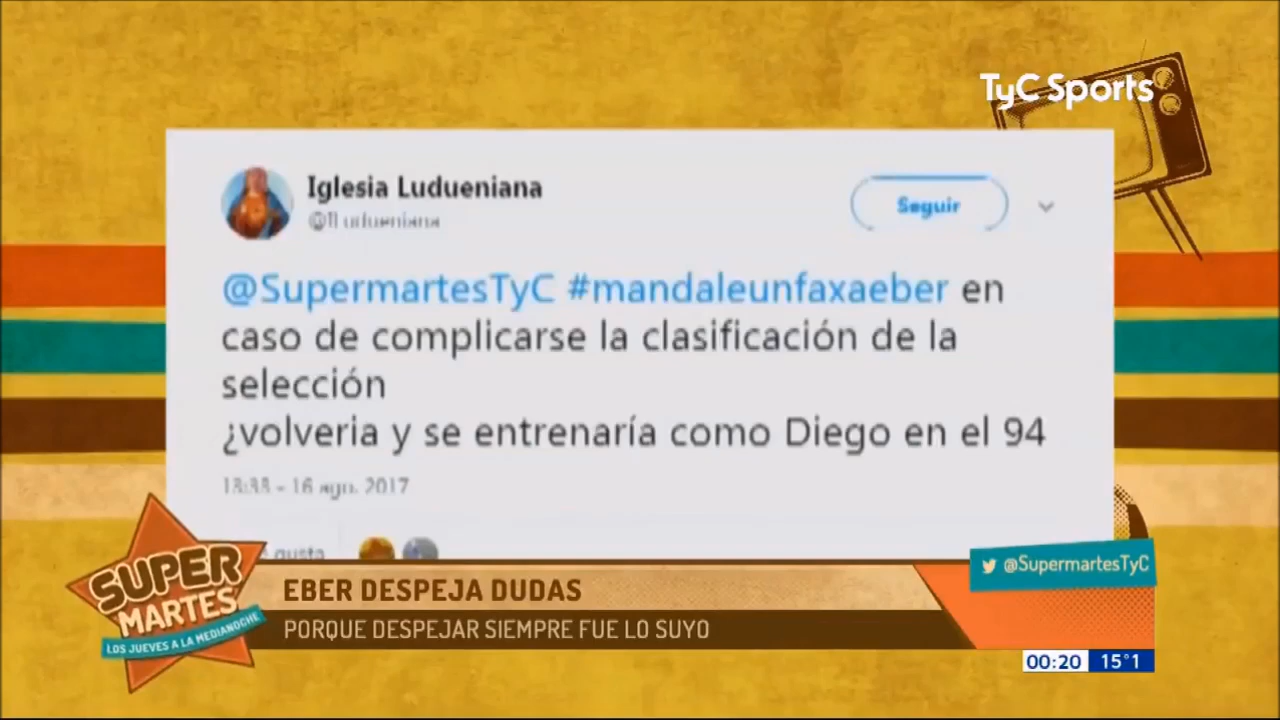 TyC Sports
Iglesia Ludueniana
Seguir
@SupermartesTyC #mandaleunfaxaeber en
caso de complicarse la clasificación de la
selección
¿volveria y se entrenaría como Diego en el 94
16 ago. 2017
gusta
SUPER
MARTES
LOS JUEVES A LA MEDIANOCHE
EBER DESPEJA DUDAS
PORQUE DESPEJAR SIEMPRE FUE LO SUYO
@SupermartesTyC
00:20 15°1